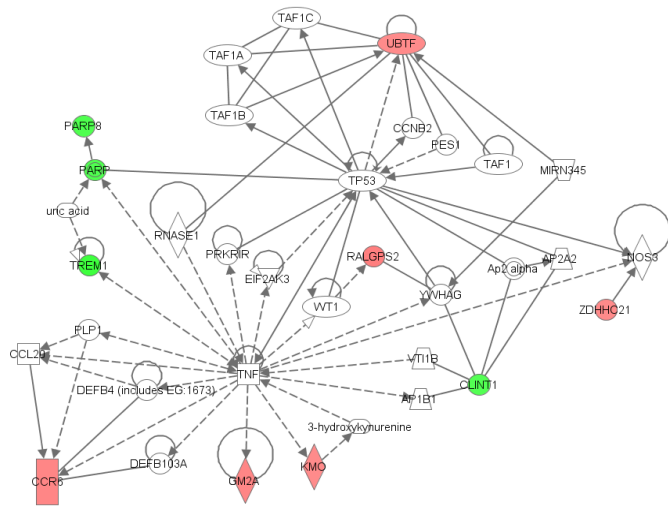 TAF1C
UBTF
TAF1A
TAF1B
PARP8
CCNB2
PES1
PARP
TAF1
MIRN345
TP53
uric acid
RNASE1
PRKRIR
RALGPS2
Ap2 alpha
AP2A2
NOS3
TREM1
EIF2AK3
YWHAG
WT1
ZDHHC21
PLP1
CCL20
VTI1B
TNF
CLINT1
DEFB4 (includes EG:1673)
AP1B1
3-hydroxykynurenine
DEFB103A
KMO
CCR6
GM2A